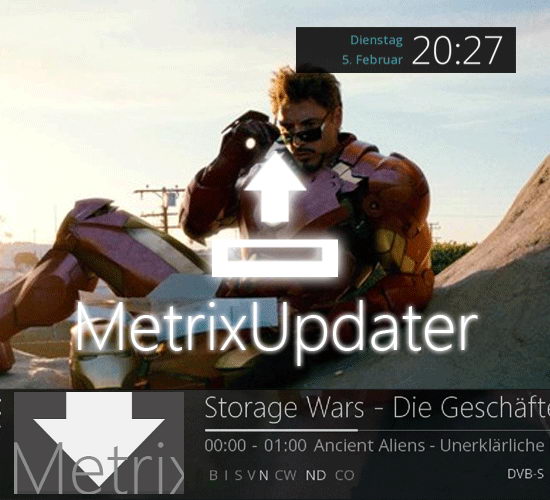 Dienstag
5. Februar
20:27
MetrixUpdater
Storage Wars - Die Geschäfte
00:00 - 01:00 Ancient Aliens - Unerklärliche
Metrix
B I S V N CW ND CO
DVB-S